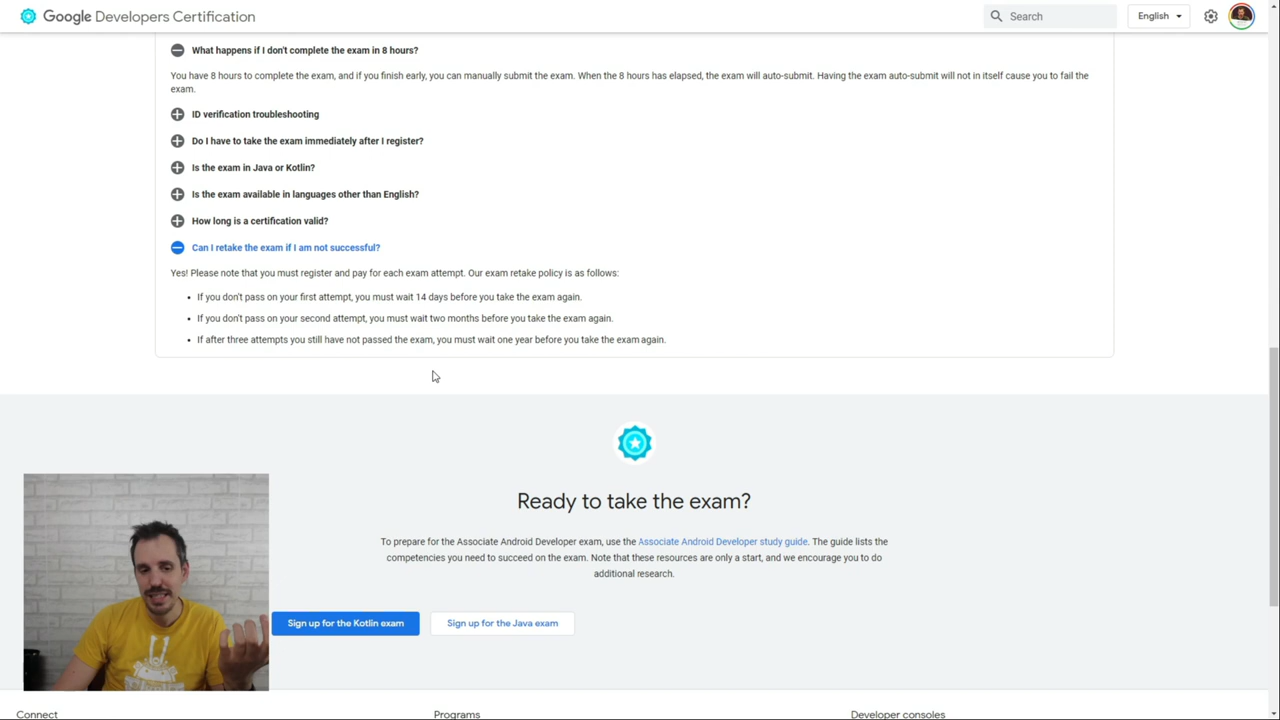 Google Developers Certification
Search
English
What happens if I don't complete the exam in 8 hours?
You have 8 hours to complete the exam, and if you finish early, you can manually submit the exam. When the 8 hours has elapsed, the exam will auto-submit. Having the exam auto-submit will not in itself cause you to fail the
exam.
ID verification troubleshooting
Do I have to take the exam immediately after I register?
Is the exam in Java or Kotlin?
Is the exam available in languages other than English?
How long is a certification valid?
Can I retake the exam if I am not successful?
Yes! Please note that you must register and pay for each exam attempt. Our exam retake policy is as follows:
• If you don't pass on your first attempt, you must wait 14 days before you take the exam again.
• If you don't pass on your second attempt, you must wait two months before you take the exam again.
• If after three attempts you still have not passed the exam, you must wait one year before you take the exam again.
Ready to take the exam?
To prepare for the Associate Android Developer exam, use the Associate Android Developer study guide. The guide lists the
competencies you need to succeed on the exam. Note that these resources are only a start, and we encourage you to do
additional research.
Sign up for the Kotlin exam
Sign up for the Java exam
Connect
Programs
Developer consoles